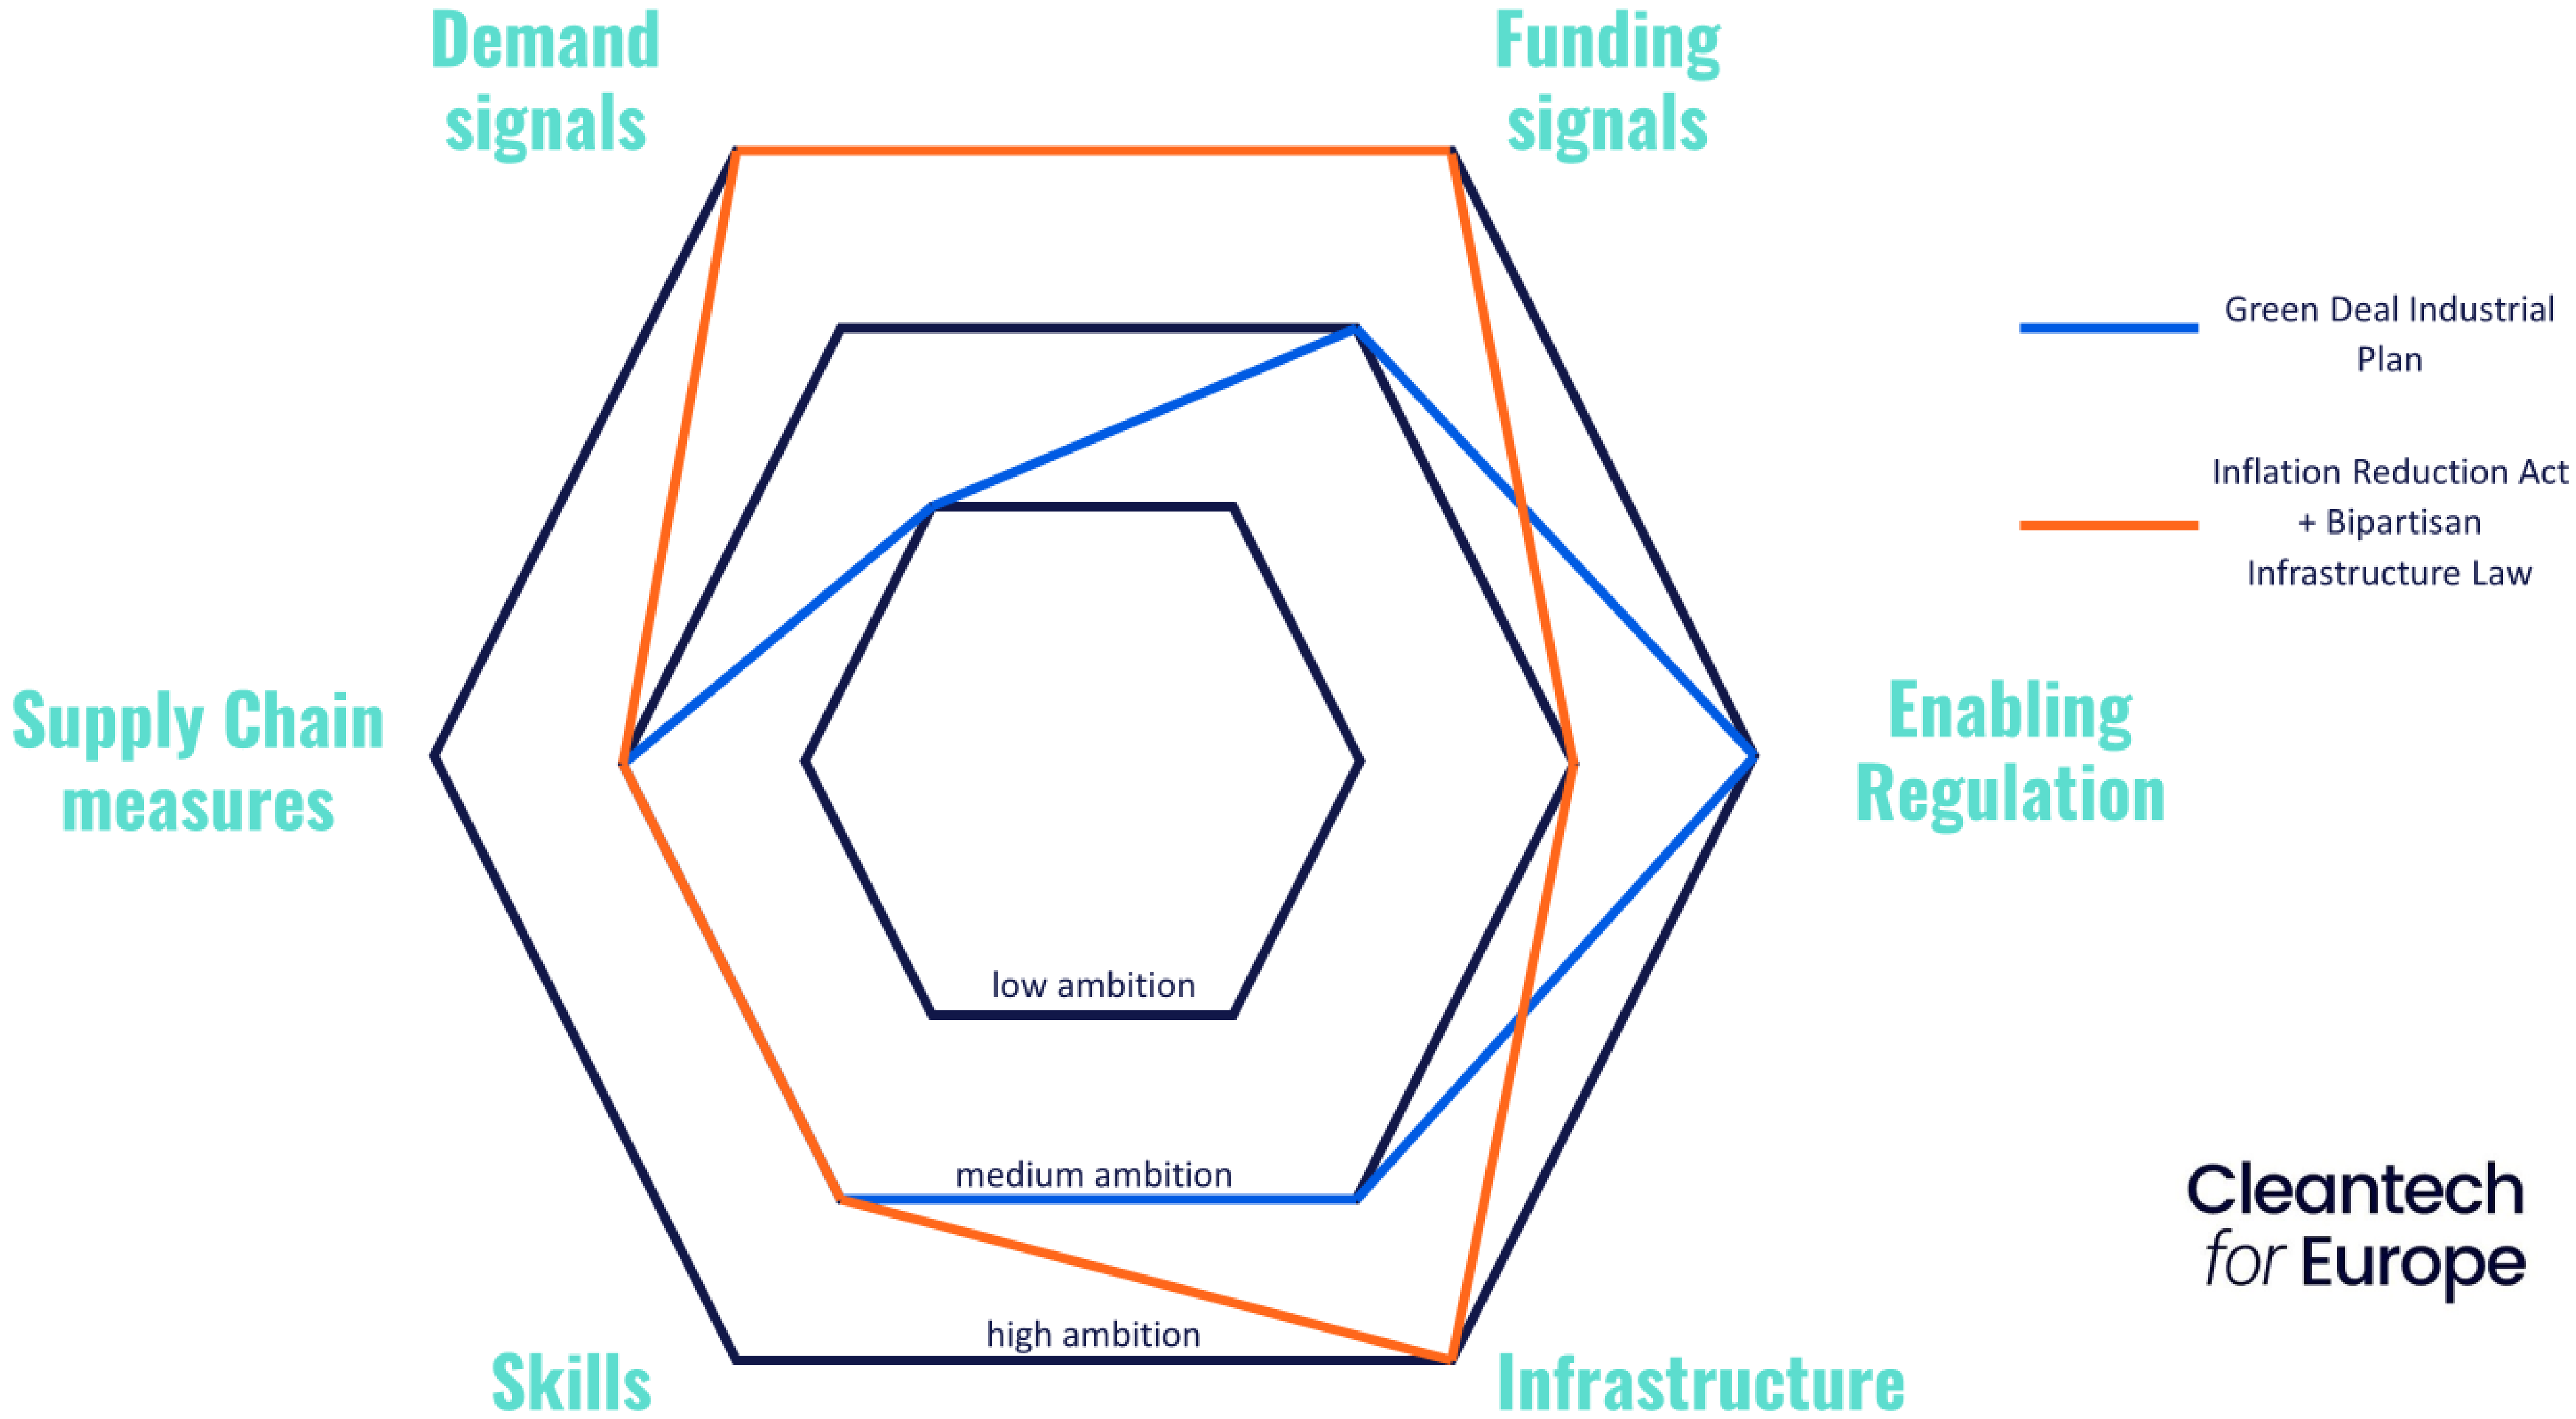 Demand
signals
Funding
signals
Green Deal Industrial
Plan
Inflation Reduction Act
+ Bipartisan
Infrastructure Law
Supply Chain
measures
Enabling
Regulation
low ambition
medium ambition
high ambition
Skills
Infrastructure
Cleantech
for Europe